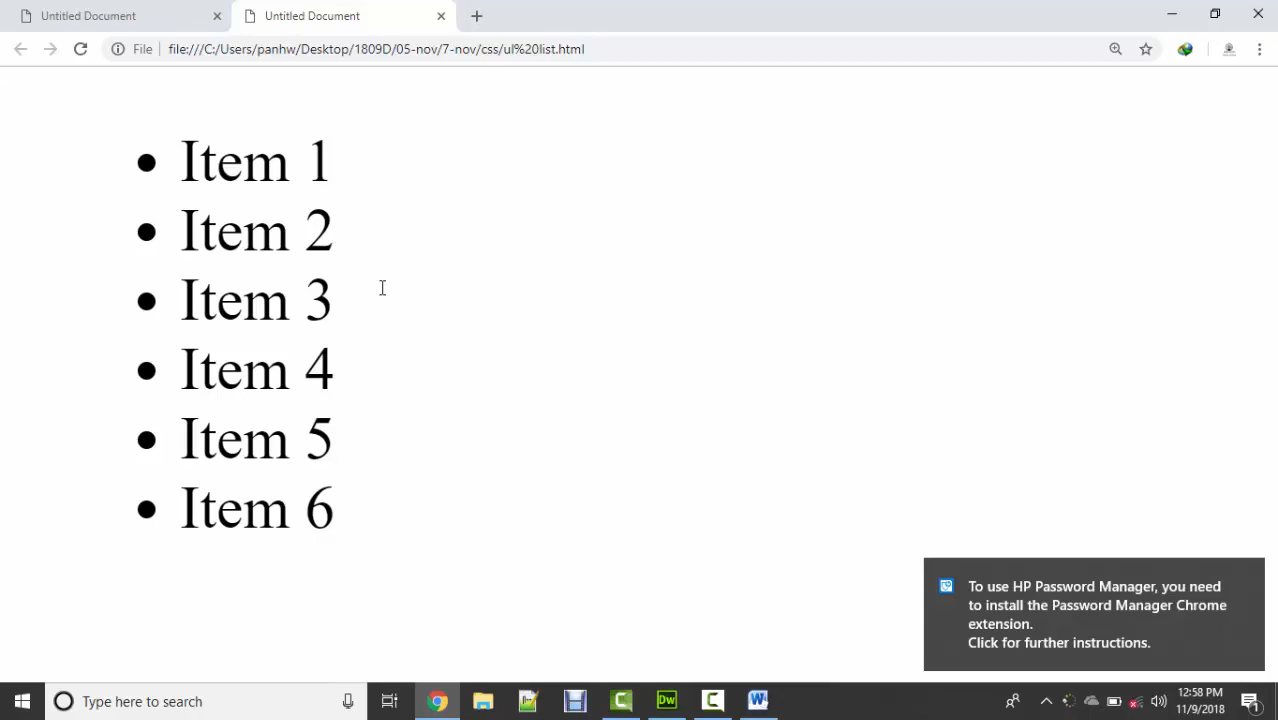 Untitled Document
Untitled Document
File
file:///C:/Users/panhw/Desktop/1809D/05-nov/7-nov/css/ul%20list.html
• Item 1
• Item 2
• Item 3
• Item 4
• Item 5
• Item 6
To use HP Password Manager, you need
to install the Password Manager Chrome
extension.
Click for further instructions.
Type here to search
Dw
12:58 PM
11/9/2018
1